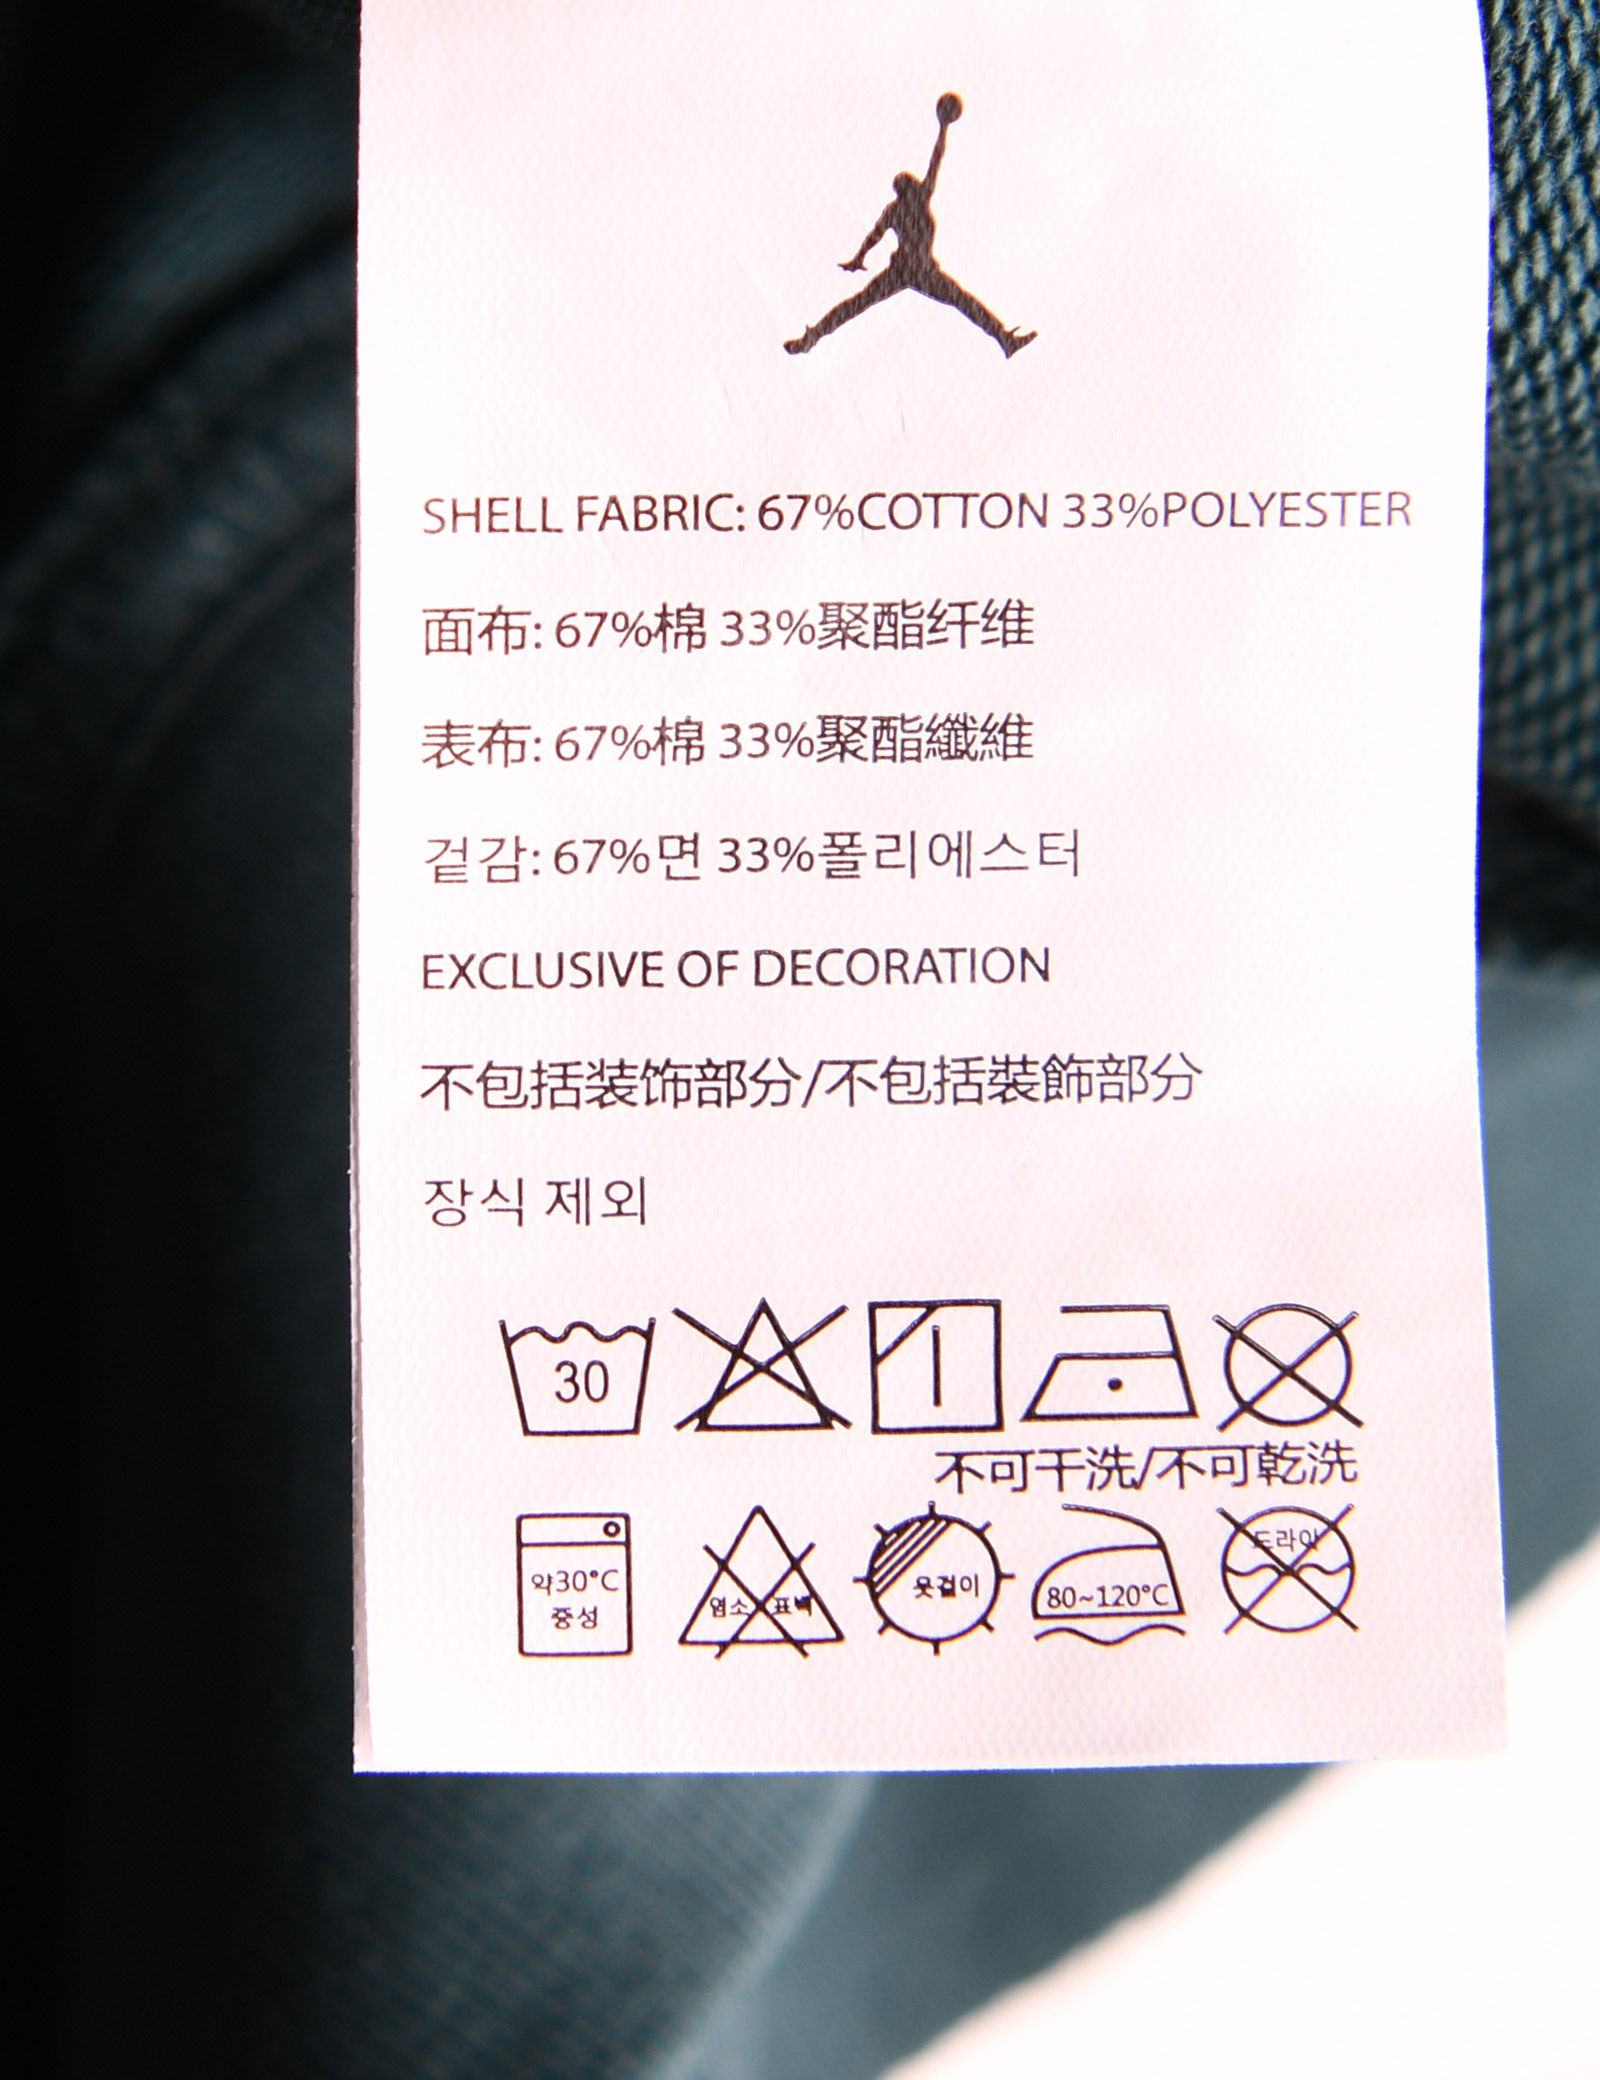 SHELL FABRIC: 67%COTTON 33%POLYESTER
面布: 67%棉 33%聚酯纤维
表布: 67%棉 33%聚酯纖維
겉감: 67%면 33%폴리에스터
EXCLUSIVE OF DECORATION
不包括装饰部分/不包括裝飾部分
장식 제외
30
不可干洗/不可乾洗
약30°C 염소 표백 옷걸이 80~120°C 드라이
중성